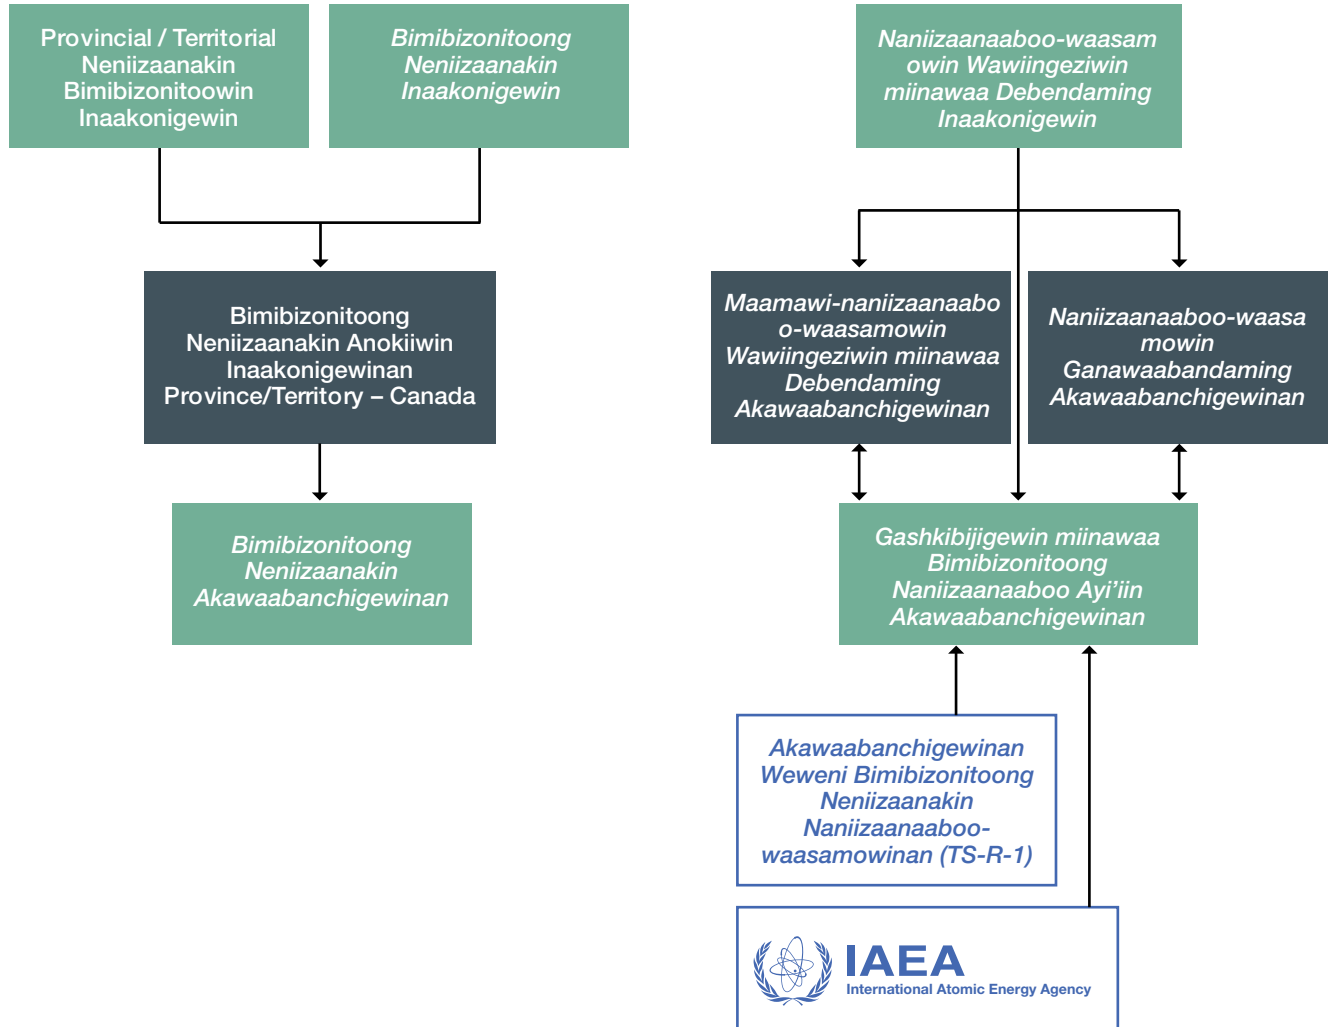 Provincial / Territorial
Neniizaanakin
Bimibizonitoowin
Inaakonigewin
Bimibizonitoong
Neniizaanakin
Inaakonigewin
Naniizaanaaboo-waasam
owin Wawiingeziwin
miinawaa Debendaming
Inaakonigewin
Bimibizonitoong
Neniizaanakin Anokiiwin
Inaakonigewinan
Province/Territory – Canada
Maamawi-naniizaanaabo
o-waasamowin
Wawiingeziwin miinawaa
Debendaming
Akawaabanchigewinan
Naniizaanaaboo-waasa
mowin
Ganawaabandaming
Akawaabanchigewinan
Bimibizonitoong
Neniizaanakin
Akawaabanchigewinan
Gashkibijigewin miinawaa
Bimibizonitoong
Naniizaanaaboo Ayi’iin
Akawaabanchigewinan
Akawaabanchigewinan
Weweni Bimibizonitoong
Neniizaanakin
Naniizaanaaboo-
waasamowinan (TS-R-1)
IAEA
International Atomic Energy Agency